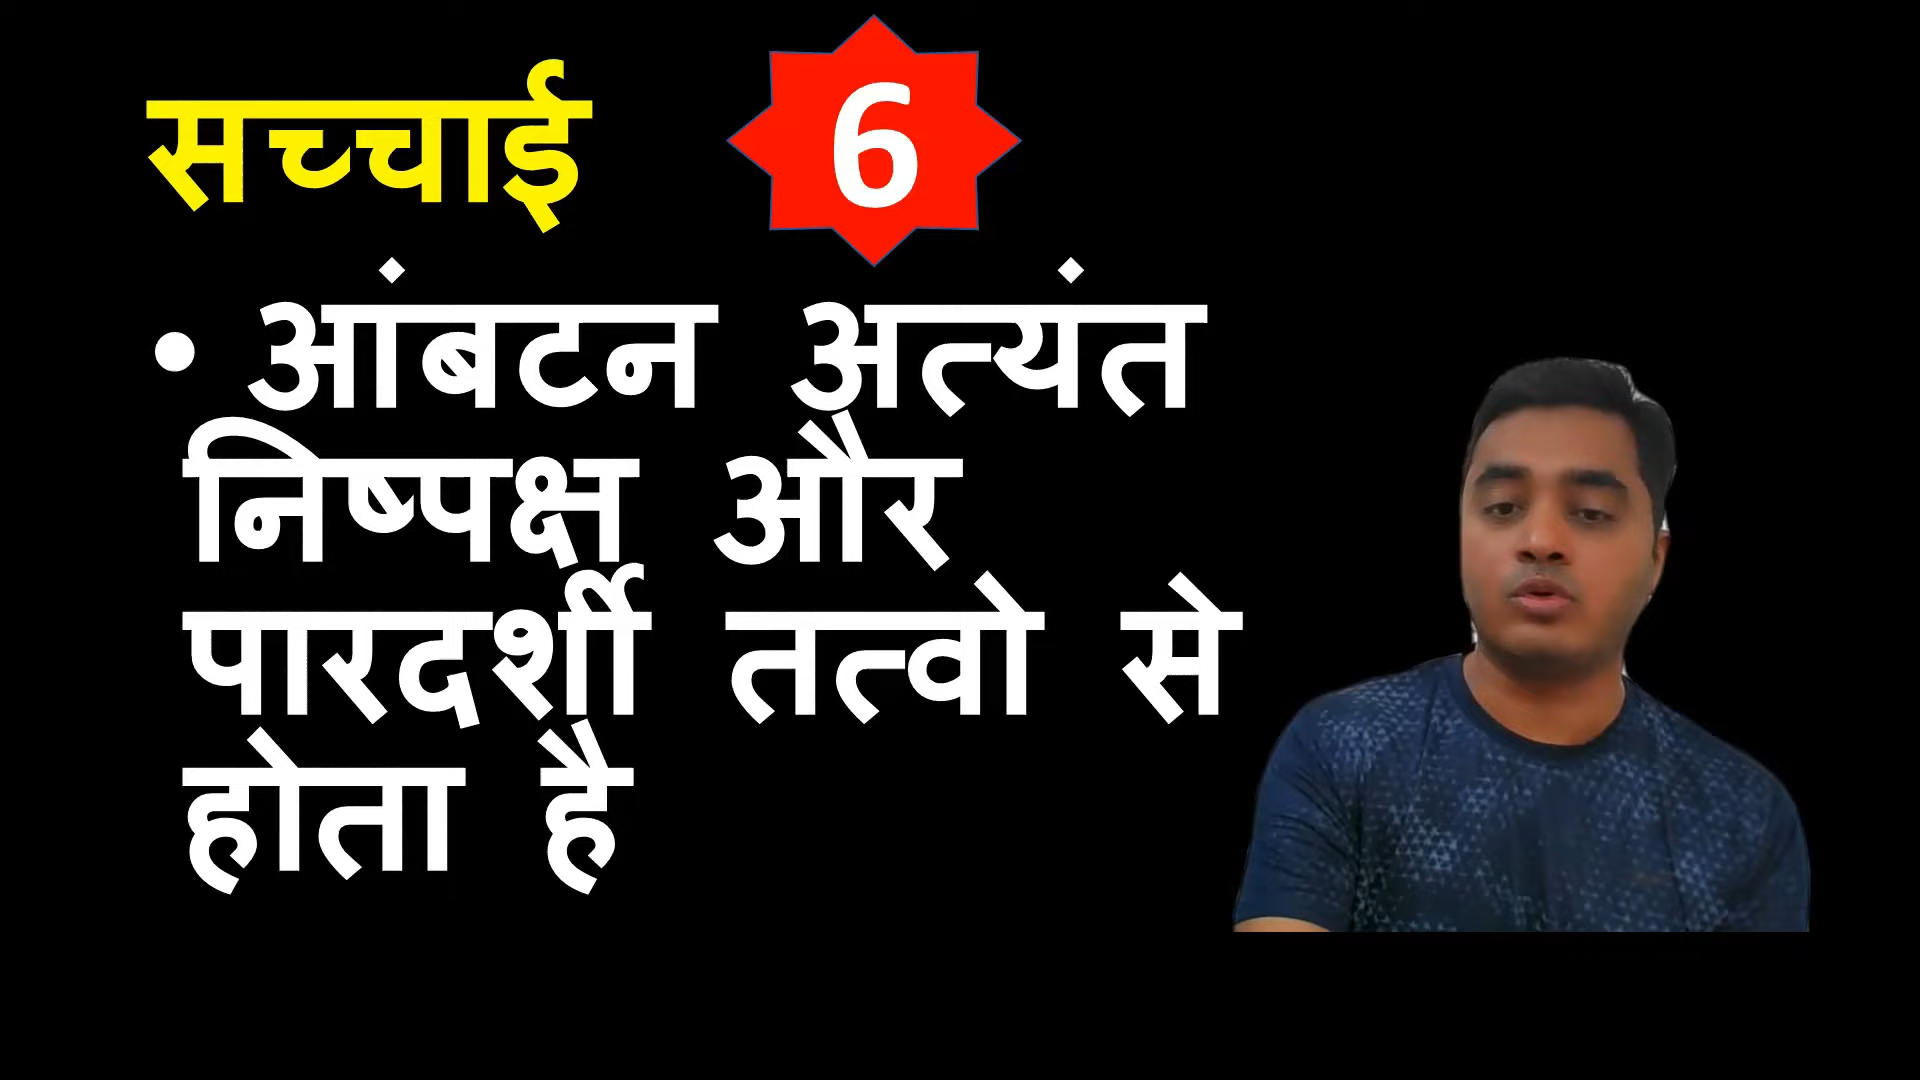 सच्चाई 6
• आंबटन अत्यंत
निष्पक्ष और
पारदर्शी तत्वो से
होता है